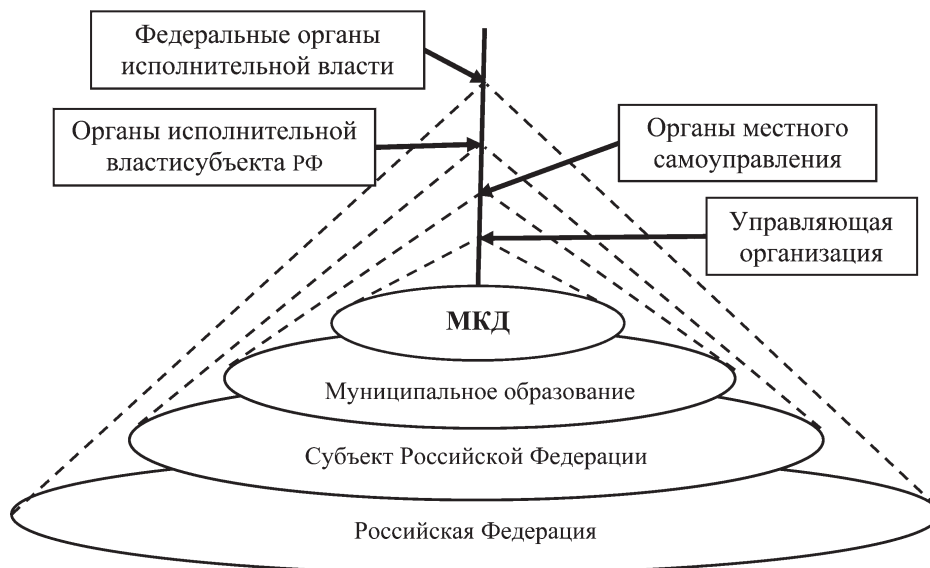 Федеральные органы
исполнительной власти
Органы исполнительной
властисубъекта РФ
Органы местного
самоуправления
Управляющая
организация
МКД
Муниципальное образование
Субъект Российской Федерации
Российская Федерация